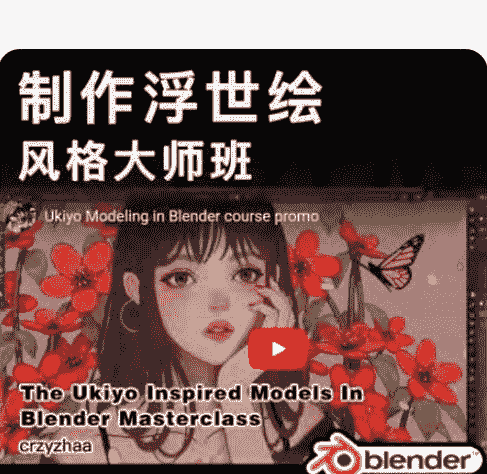 制作浮世绘
风格大师班
Ukiyo Modeling in Blender course promo
The Ukiyo Inspired Models In
Blender Masterclass
crzyzhaa
blender™